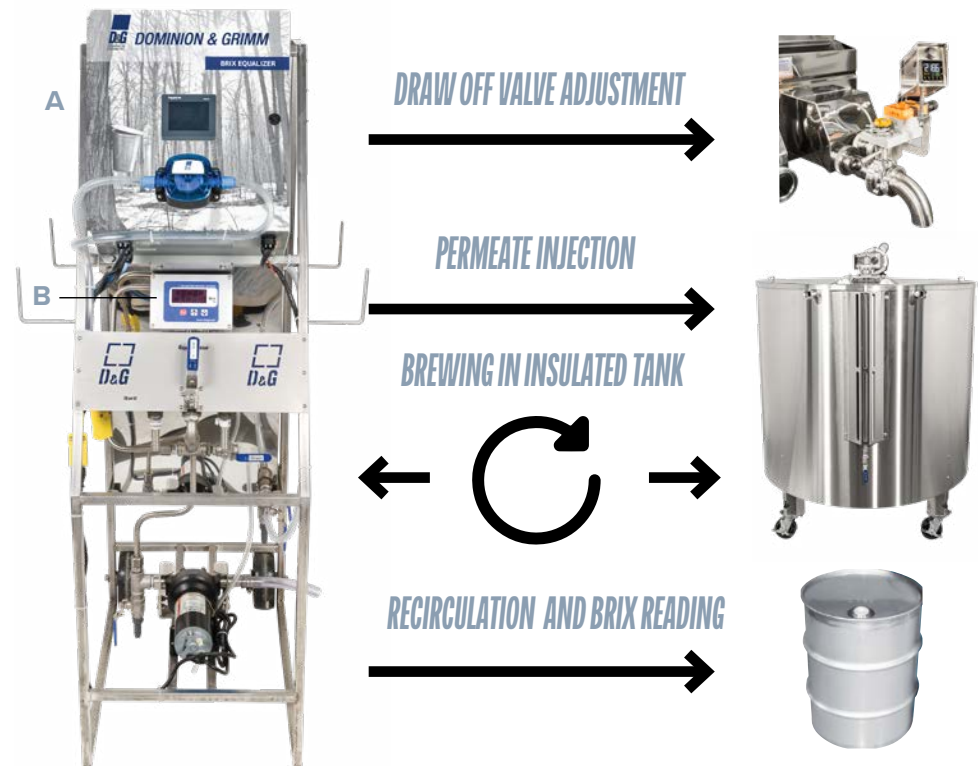 D&G DOMINION & GRIMM
BRIX EQUALIZER
A
DRAW OFF VALVE ADJUSTMENT
PERMEATE INJECTION
B
BREWING IN INSULATED TANK
D&G
D&G
RECIRCULATION AND BRIX READING